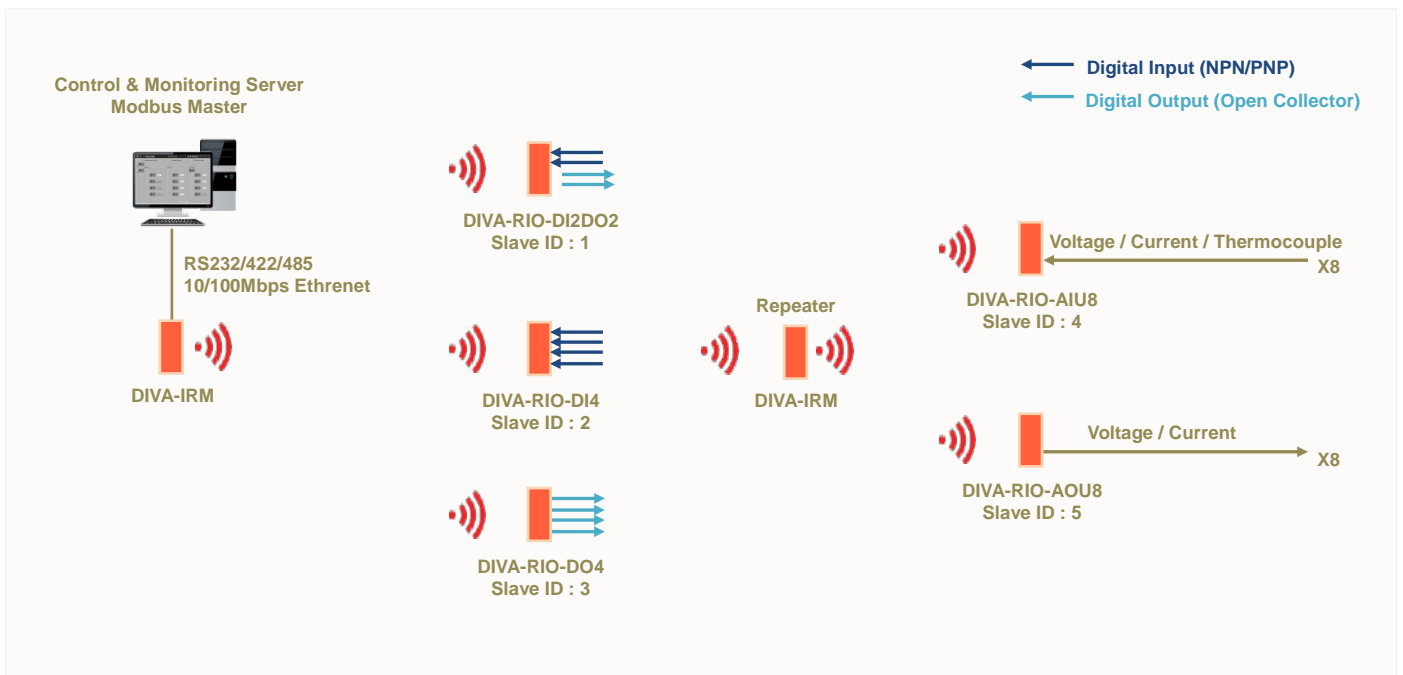 Control & Monitoring Server
Modbus Master
RS232/422/485
10/100Mbps Ethrenet
DIVA-IRM
DIVA-RIO-DI2DO2
Slave ID : 1
DIVA-RIO-DI4
Slave ID : 2
DIVA-RIO-DO4
Slave ID : 3
Repeater
DIVA-IRM
Digital Input (NPN/PNP)
Digital Output (Open Collector)
Voltage / Current / Thermocouple
X8
DIVA-RIO-AIU8
Slave ID : 4
Voltage / Current
X8
DIVA-RIO-AOU8
Slave ID : 5